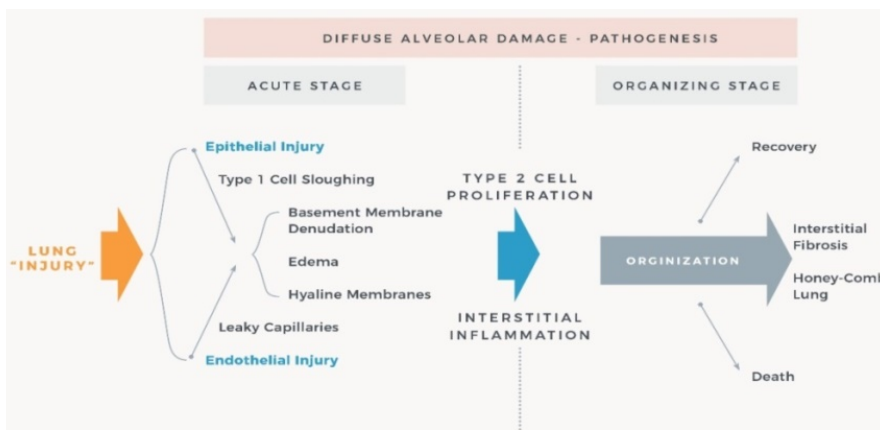 DIFFUSE ALVEOLAR DAMAGE - PATHOGENESIS
ACUTE STAGE
ORGANIZING STAGE
LUNG
"INJURY"
Epithelial Injury
Type 1 Cell Sloughing
Basement Membrane
Denudation
Edema
Hyaline Membranes
Leaky Capillaries
Endothelial Injury
TYPE 2 CELL
PROLIFERATION
INTERSTITIAL
INFLAMMATION
ORGINIZATION
Recovery
Interstitial
Fibrosis
Honey-Coml
Lung
Death